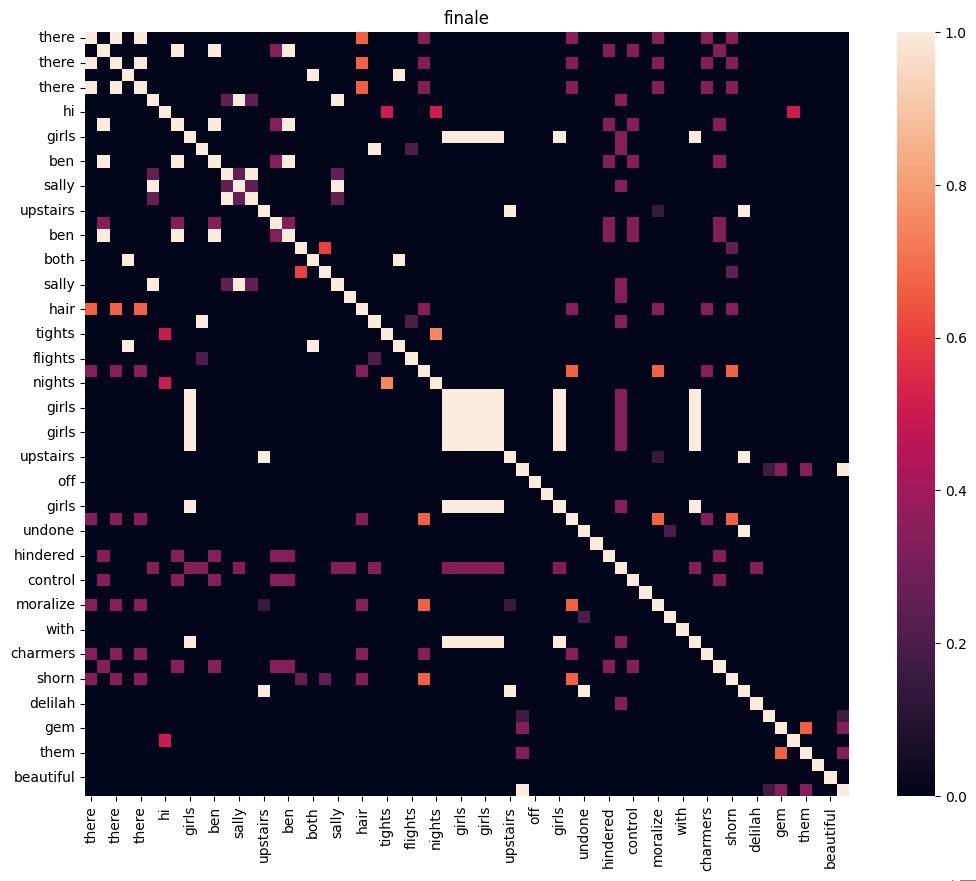 finale
there
there
there
hi
girls
ben
sally
upstairs
ben
both
sally
hair
tights
flights
nights
girls
girls
upstairs
off
girls
undone
hindered
control
moralize
with
charmers
shorn
delilah
gem
them
beautiful
there
there
there
hi
girls
ben
sally
upstairs
ben
both
sally
hair
tights
flights
nights
girls
girls
upstairs
off
girls
undone
hindered
control
moralize
with
charmers
shorn
delilah
gem
them
beautiful
1.0
0.8
0.6
0.4
0.2
0.0